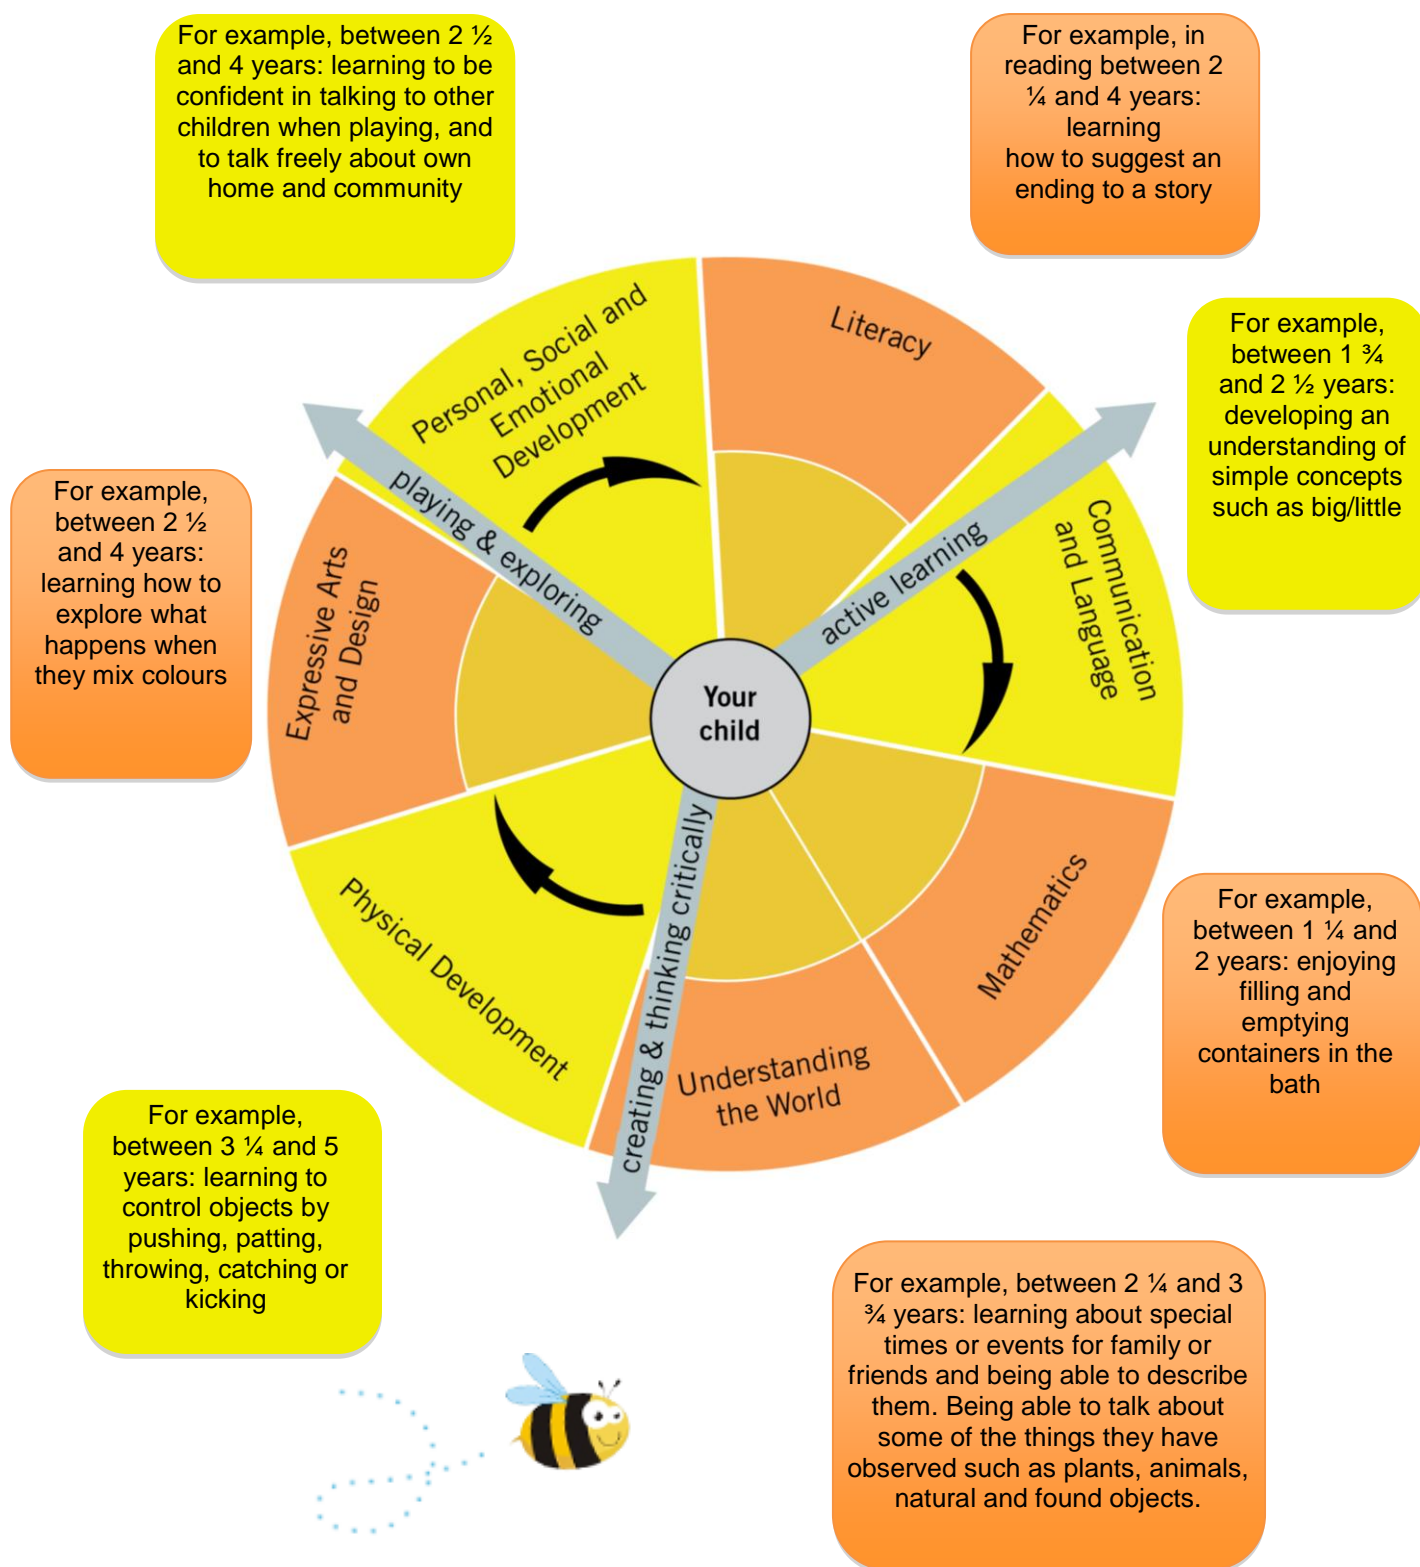 For example, between 2 ½
and 4 years: learning to be
confident in talking to other
children when playing, and
to talk freely about own
home and community
For example, in
reading between 2
¼ and 4 years:
learning
how to suggest an
ending to a story
For example,
between 1 ¾
and 2 ½ years:
developing an
understanding of
simple concepts
such as big/little
Personal, Social and
Emotional
Development
Literacy
playing & exploring
active learning
Communication
and Language
For example,
between 2 ½
and 4 years:
learning how to
explore what
happens when
they mix colours
Expressive Arts
and Design
Your
child
Physical Development
creating & thinking critically
Understanding
the World
Mathematics
For example,
between 1 ¼ and
2 years: enjoying
filling and
emptying
containers in the
bath
For example,
between 3 ¼ and 5
years: learning to
control objects by
pushing, patting,
throwing, catching or
kicking
For example, between 2 ¼ and 3
¾ years: learning about special
times or events for family or
friends and being able to describe
them. Being able to talk about
some of the things they have
observed such as plants, animals,
natural and found objects.